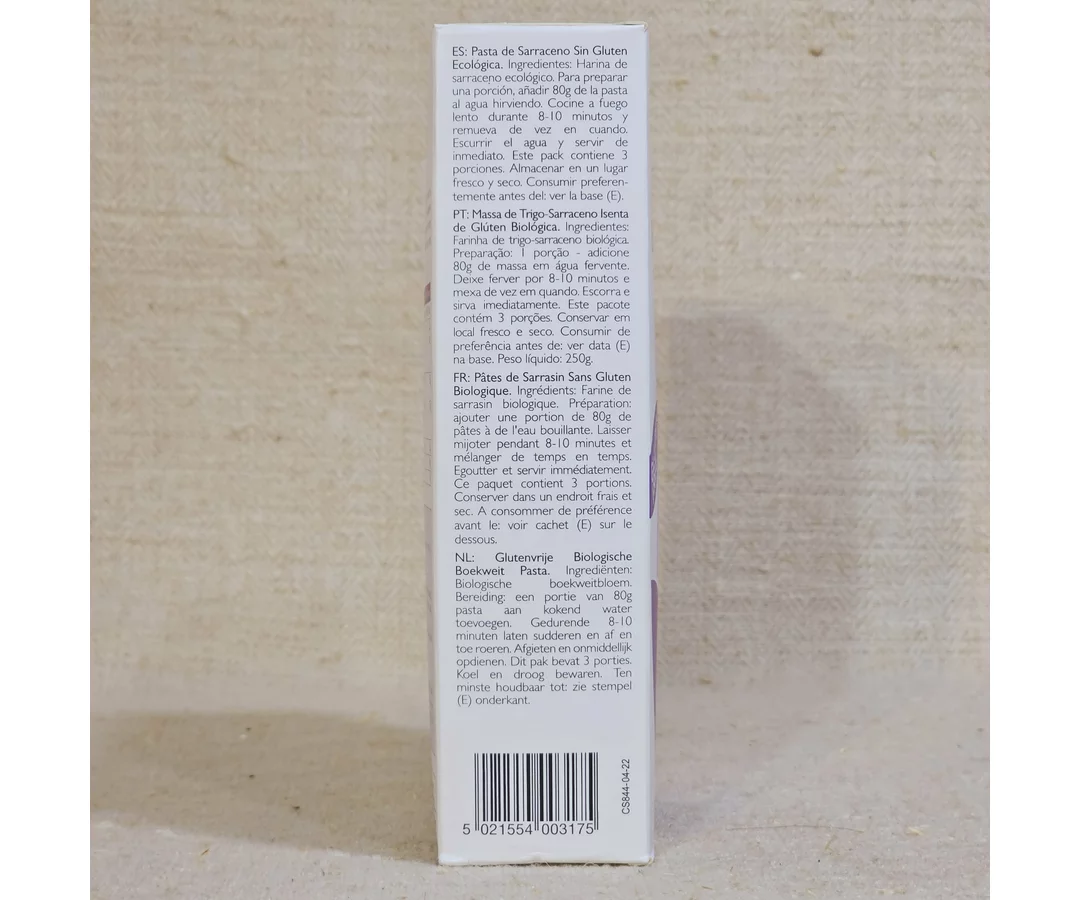 ES: Pasta de Sarraceno Sin Gluten
Ecológica. Ingredientes: Harina de
sarraceno ecológico. Para preparar
una porción, añadir 80g de la pasta
al agua hirviendo. Cocine a fuego
lento durante 8-10 minutos y
remueva de vez en cuando.
Escurrir el agua y servir de
inmediato. Este pack contiene 3
porciones. Almacenar en un lugar
fresco y seco. Consumir preferen-
temente antes del: ver la base (E).
PT: Massa de Trigo-Sarraceno Isenta
de Glúten Biológica. Ingredientes:
Farinha de trigo-sarraceno biológica.
Preparação: 1 porção - adicione
80g de massa em água fervente.
Deixe ferver por 8-10 minutos e
mexa de vez em quando. Escorra e
sirva imediatamente. Este pacote
contém 3 porções. Conservar em
local fresco e seco. Consumir de
preferência antes de: ver data (E)
na base. Peso líquido: 250g.
FR: Pâtes de Sarrasin Sans Gluten
Biologique. Ingrédients: Farine de
sarrasin biologique. Préparation:
ajouter une portion de 80g de
pâtes à de l'eau bouillante. Laisser
mijoter pendant 8-10 minutes et
mélanger de temps en temps.
Egoutter et servir immédiatement.
Ce paquet contient 3 portions.
Conserver dans un endroit frais et
sec. A consommer de préférence
avant le: voir cachet (E) sur le
dessous.
NL: Glutenvrije Biologische
Boekweit Pasta. Ingrediënten:
Biologische boekweitbloem.
Bereiding: een portie van 80g
pasta aan kokend water
toevoegen. Gedurende 8-10
minuten laten sudderen en af en
toe roeren. Afgieten en onmiddelijk
opdienen. Dit pak bevat 3 porties.
Koel en droog bewaren. Ten
minste houdbaar tot: zie stempel
(E) onderkant.
CS844-04-22
5 021554 003175